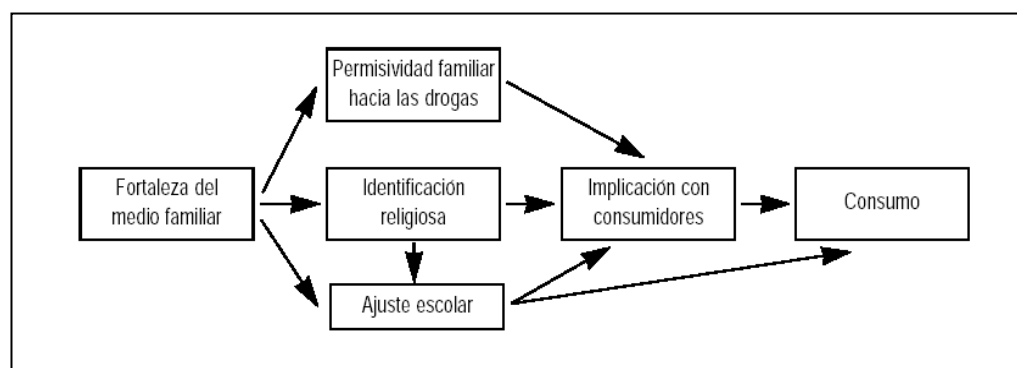 Permisividad familiar
hacia las drogas
Fortaleza del
medio familiar
Identificación
religiosa
Implicación con
consumidores
Consumo
Ajuste escolar